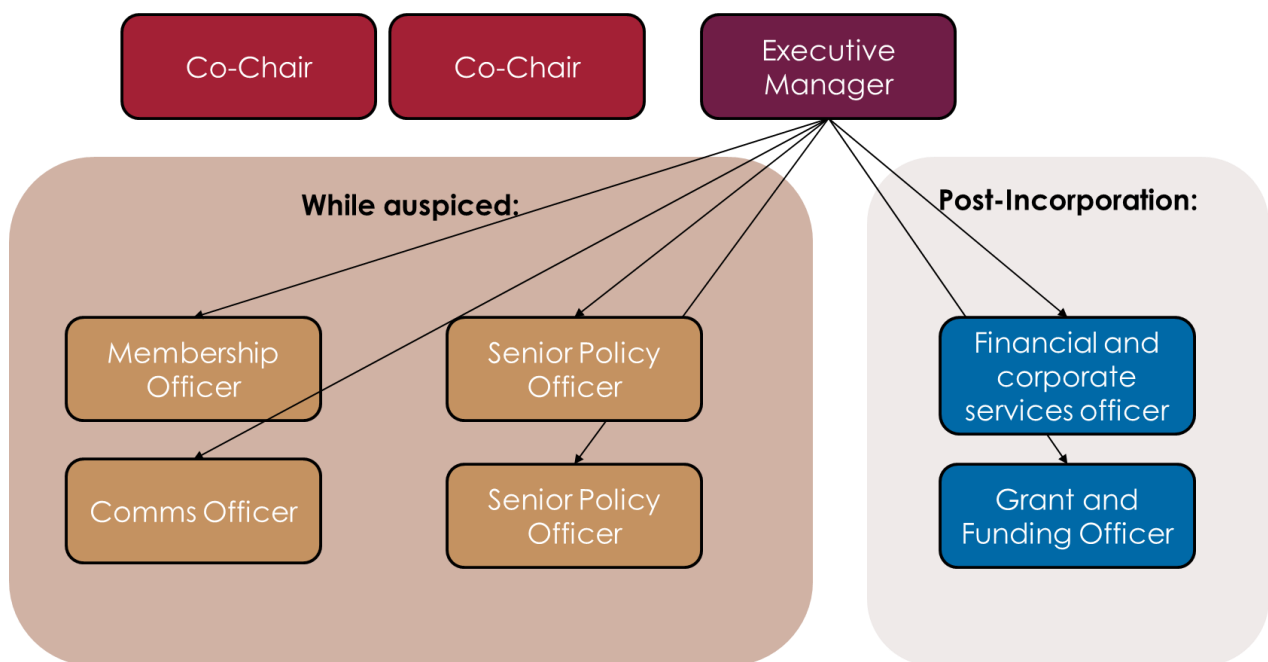 Co-Chair
Co-Chair
Executive
Manager
While auspiced:
Membership
Officer
Senior Policy
Officer
Comms Officer
Senior Policy
Officer
Post-Incorporation:
Financial and
corporate
services officer
Grant and
Funding Officer